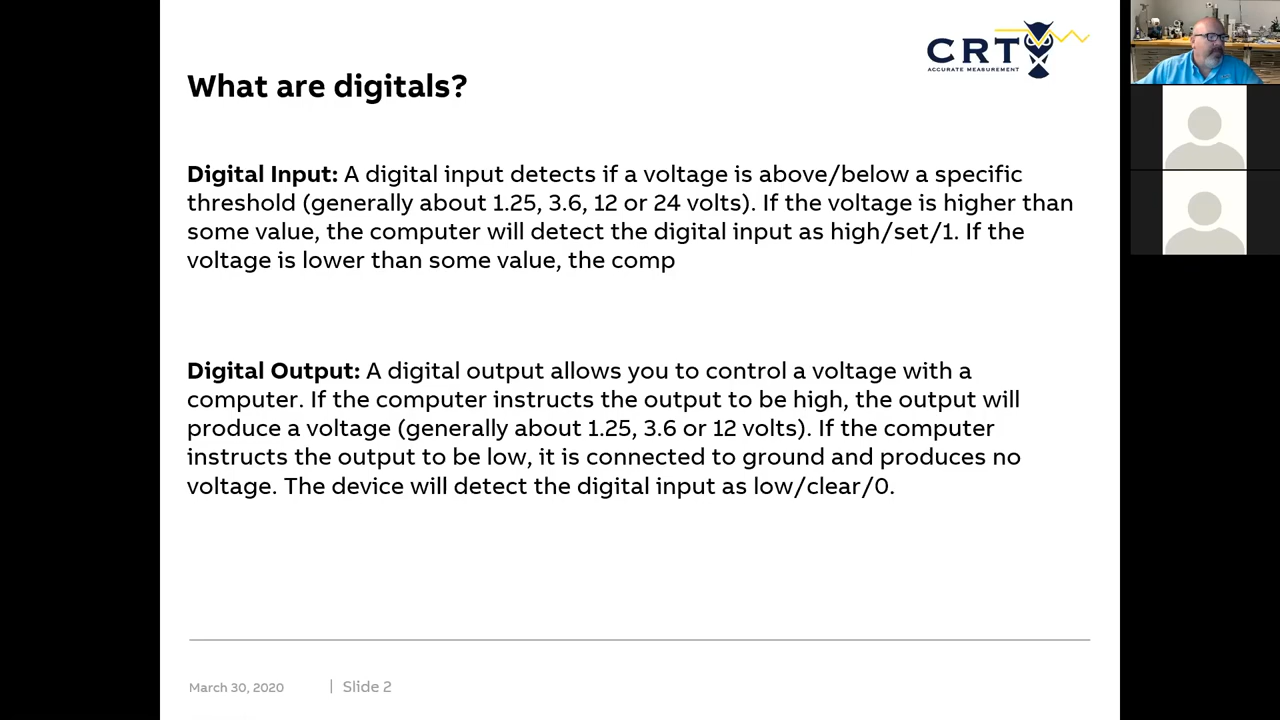 CRT
ACCURATE MEASUREMENT
What are digitals?
Digital Input: A digital input detects if a voltage is above/below a specific
threshold (generally about 1.25, 3.6, 12 or 24 volts). If the voltage is higher than
some value, the computer will detect the digital input as high/set/1. If the
voltage is lower than some value, the comp
Digital Output: A digital output allows you to control a voltage with a
computer. If the computer instructs the output to be high, the output will
produce a voltage (generally about 1.25, 3.6 or 12 volts). If the computer
instructs the output to be low, it is connected to ground and produces no
voltage. The device will detect the digital input as low/clear/0.
March 30, 2020 | Slide 2